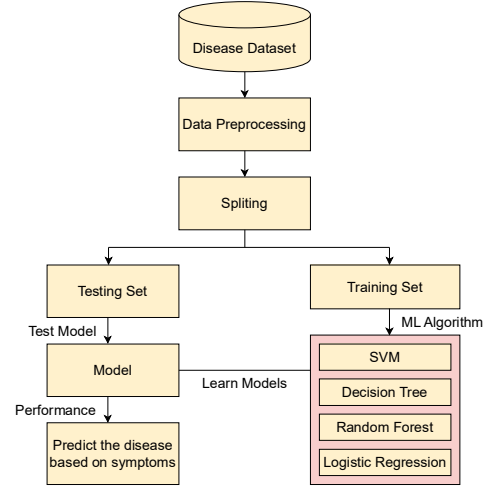 Disease Dataset
Data Preprocessing
Spliting
Testing Set
Training Set
Test Model
ML Algorithm
Model
Learn Models
SVM
Decision Tree
Random Forest
Logistic Regression
Performance
Predict the disease
based on symptoms